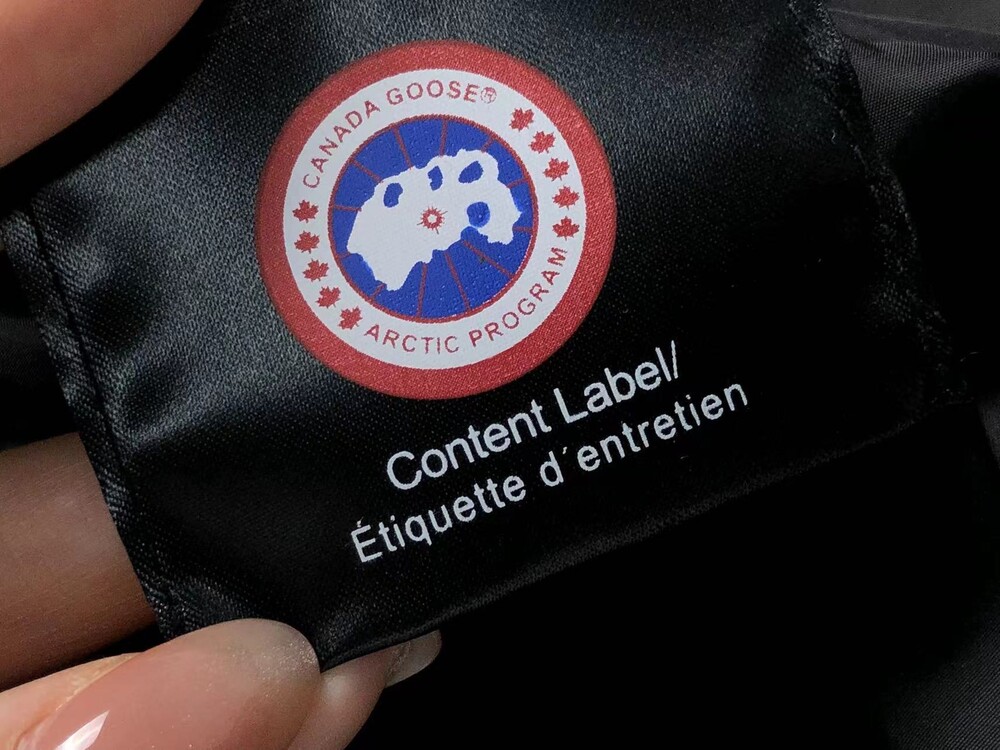 CANADA GOOSE®
ARCTIC PROGRAM
Content Label/
Étiquette d'entretien